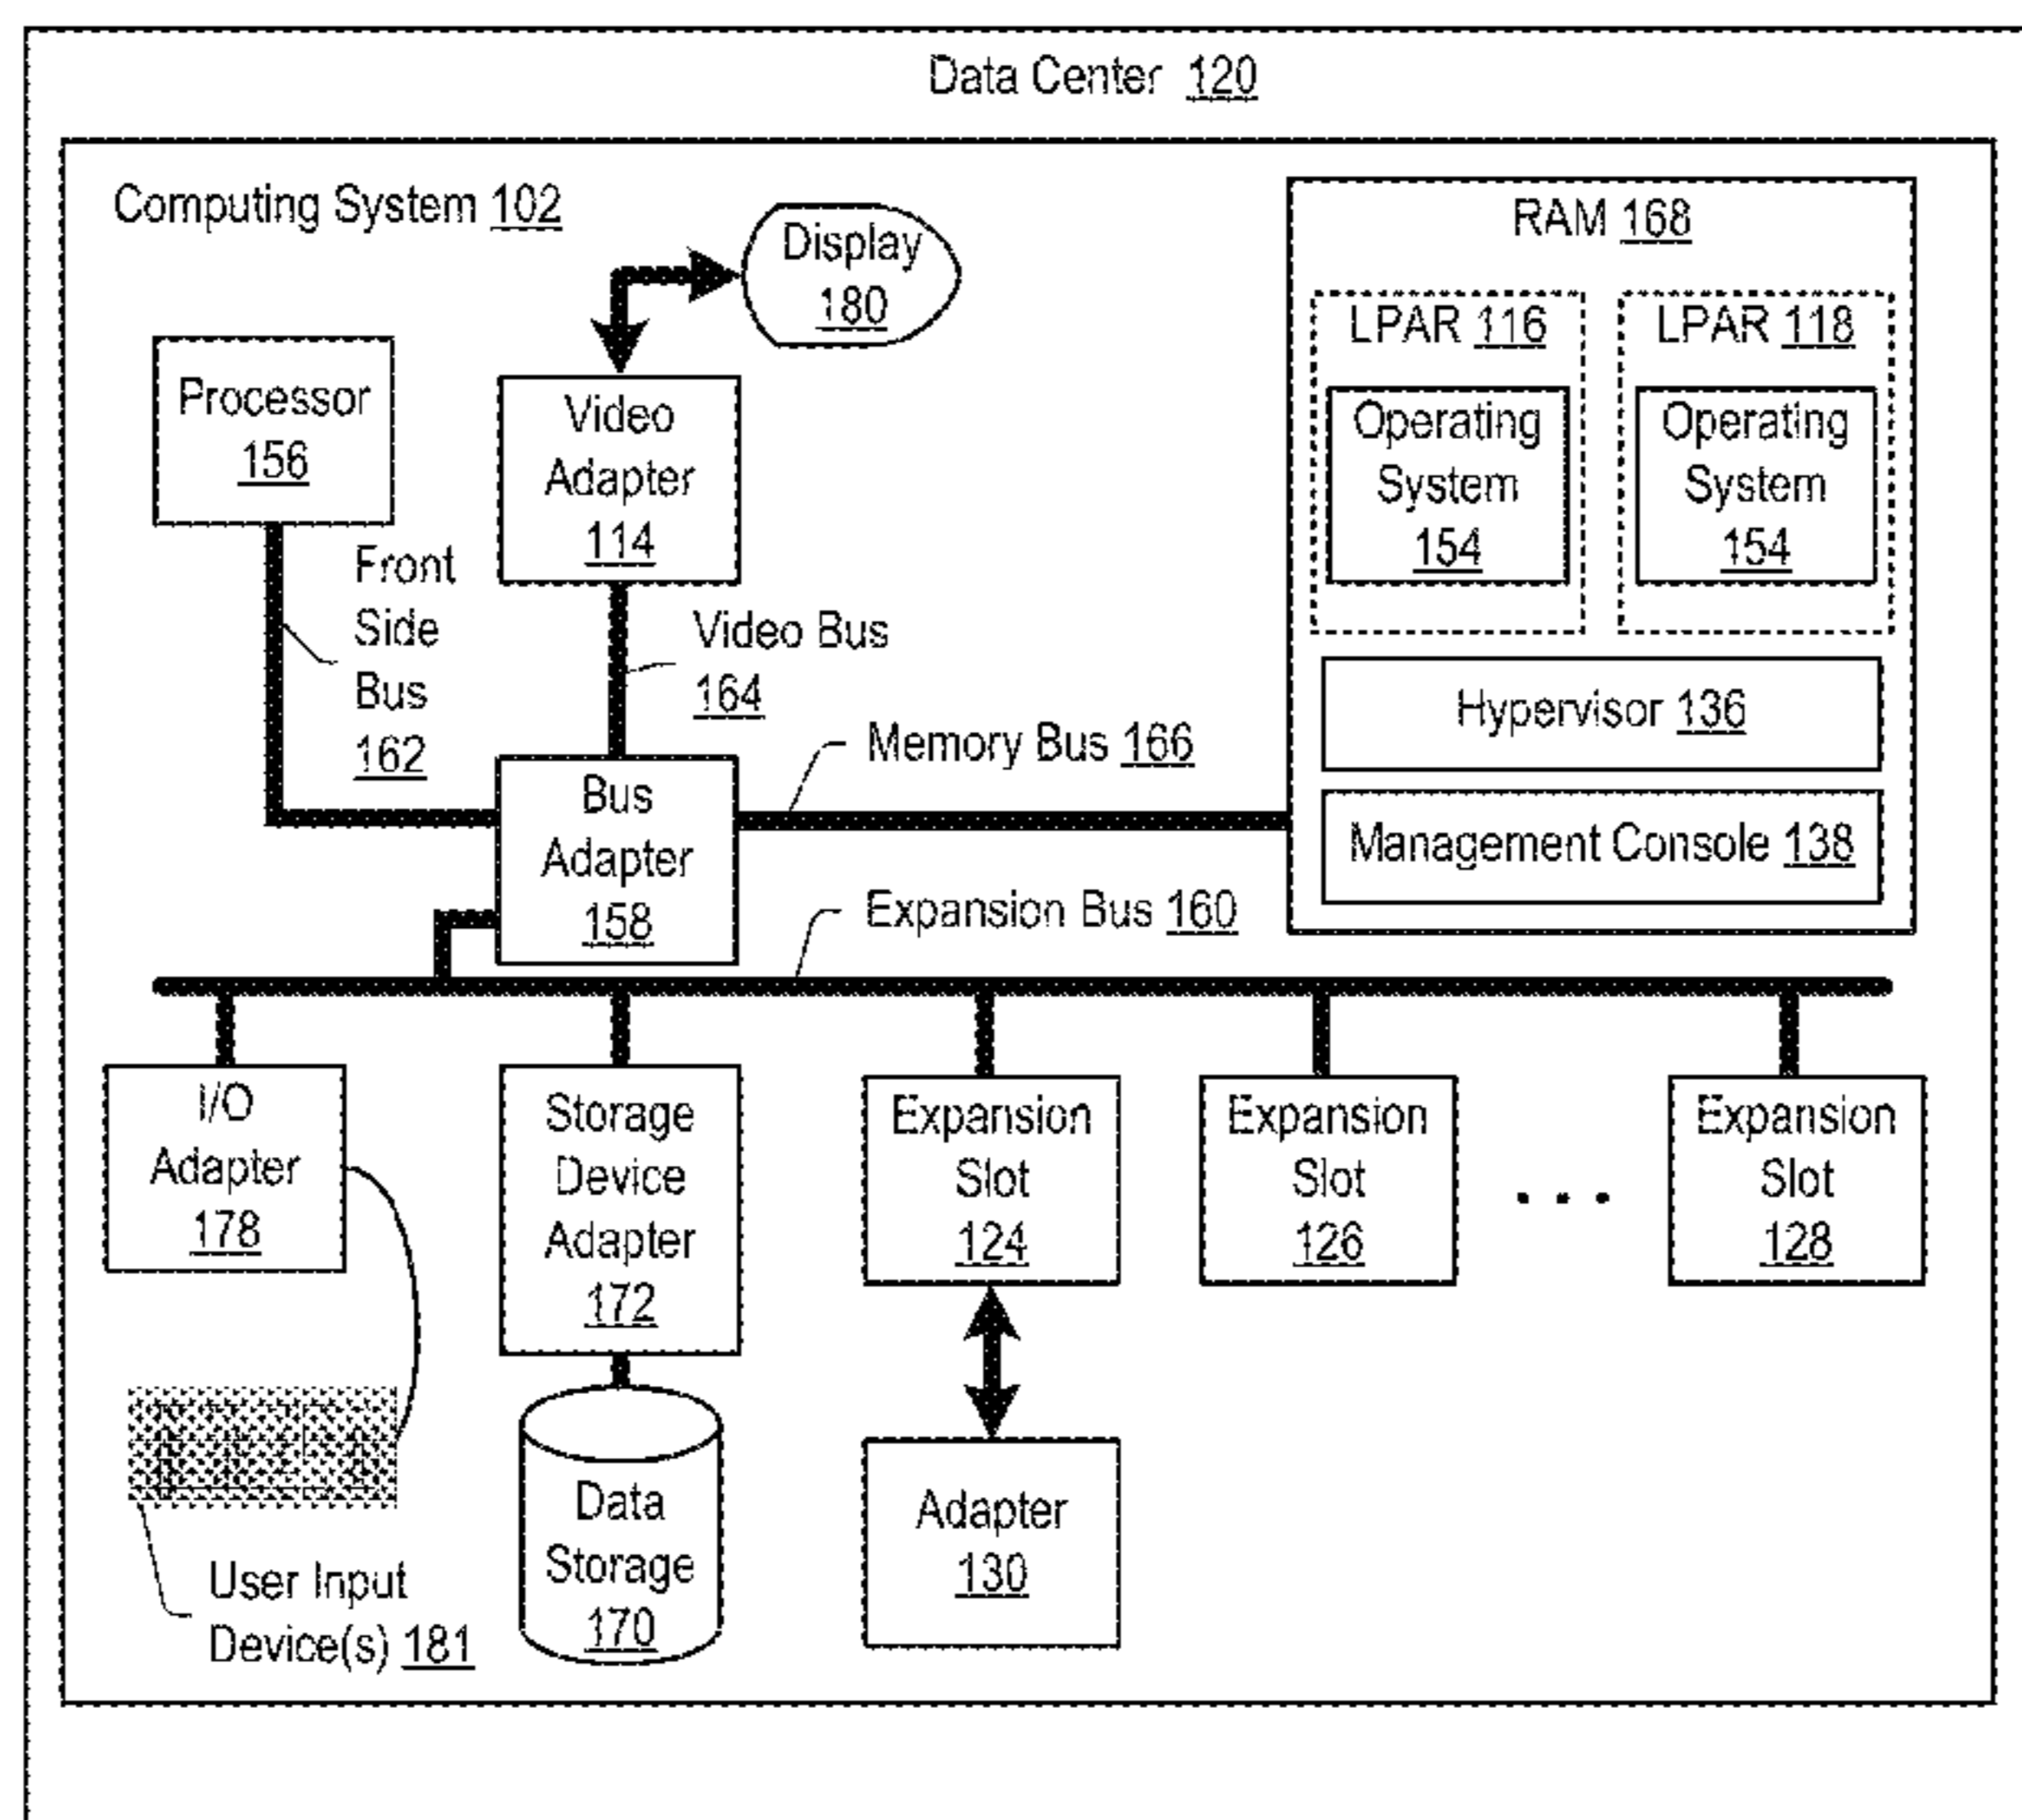 Data Center 120
Computing System 102
Display
180
RAM 168
LPAR 116
LPAR 118
Processor
156
Video
Adapter
114
Operating
System
154
Operating
System
154
Front
Side
Bus
162
Video Bus
164
Hypervisor 136
Memory Bus 166
Bus
Adapter
158
Management Console 138
Expansion Bus 160
I/O
Adapter
178
Storage
Device
Adapter
172
Expansion
Slot
124
Expansion
Slot
126
. . .
Expansion
Slot
128
Data
Storage
170
Adapter
130
User Input
Device(s) 181